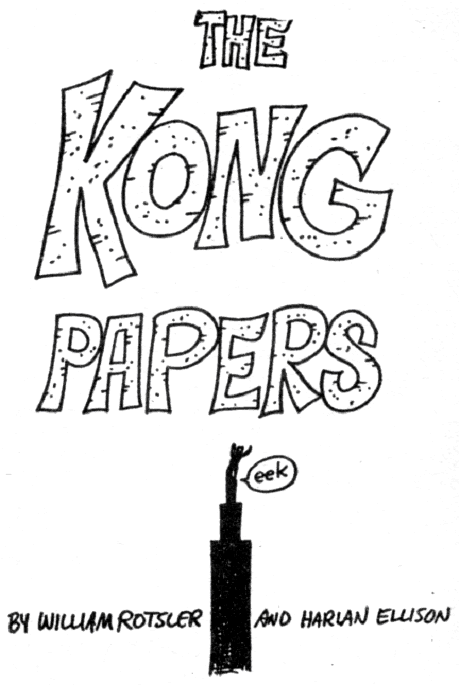 THE
KONG
PAPERS
eek
BY WILLIAM ROTSLER AND HARLAN ELLISON